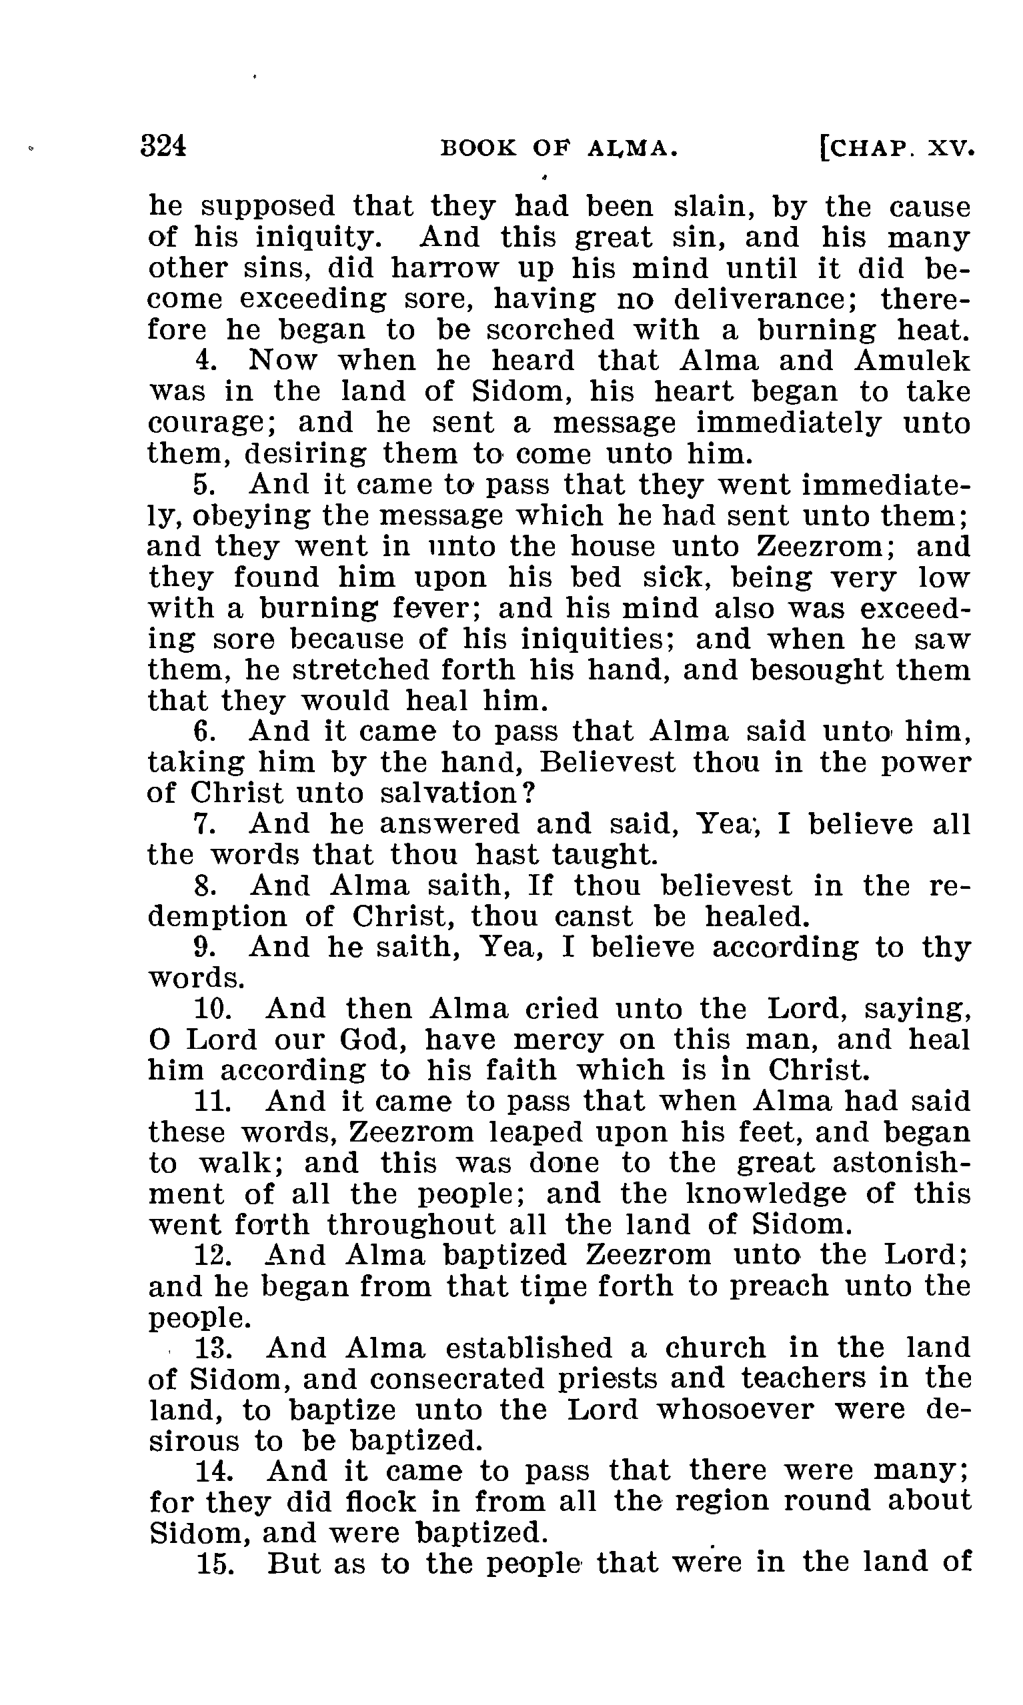 324 BOOK OF ALMA. [CHAP. XV.
he supposed that they had been slain, by the cause
of his iniquity. And this great sin, and his many
other sins, did harrow up his mind until it did be-
come exceeding sore, having no deliverance; there-
fore he began to be scorched with a burning heat.
4. Now when he heard that Alma and Amulek
was in the land of Sidom, his heart began to take
courage; and he sent a message immediately unto
them, desiring them to come unto him.
5. And it came to pass that they went immediate-
ly, obeying the message which he had sent unto them;
and they went in unto the house unto Zeezrom; and
they found him upon his bed sick, being very low
with a burning fever; and his mind also was exceed-
ing sore because of his iniquities; and when he saw
them, he stretched forth his hand, and besought them
that they would heal him.
6. And it came to pass that Alma said unto him,
taking him by the hand, Believest thou in the power
of Christ unto salvation?
7. And he answered and said, Yea, I believe all
the words that thou hast taught.
8. And Alma saith, If thou believest in the re-
demption of Christ, thou canst be healed.
9. And he saith, Yea, I believe according to thy
words.
10. And then Alma cried unto the Lord, saying,
O Lord our God, have mercy on this man, and heal
him according to his faith which is in Christ.
11. And it came to pass that when Alma had said
these words, Zeezrom leaped upon his feet, and began
to walk; and this was done to the great astonish-
ment of all the people; and the knowledge of this
went forth throughout all the land of Sidom.
12. And Alma baptized Zeezrom unto the Lord;
and he began from that time forth to preach unto the
people.
13. And Alma established a church in the land
of Sidom, and consecrated priests and teachers in the
land, to baptize unto the Lord whosoever were de-
sirous to be baptized.
14. And it came to pass that there were many;
for they did flock in from all the region round about
Sidom, and were baptized.
15. But as to the people that were in the land of